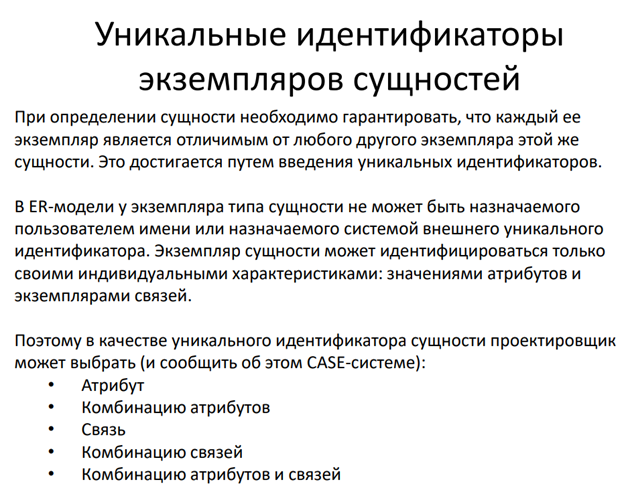 Уникальные идентификаторы
экземпляров сущностей
При определении сущности необходимо гарантировать, что каждый ее
экземпляр является отличимым от любого другого экземпляра этой же
сущности. Это достигается путем введения уникальных идентификаторов.
В ER-модели у экземпляра типа сущности не может быть назначаемого
пользователем имени или назначаемого системой внешнего уникального
идентификатора. Экземпляр сущности может идентифицироваться только
своими индивидуальными характеристиками: значениями атрибутов и
экземплярами связей.
Поэтому в качестве уникального идентификатора сущности проектировщик
может выбрать (и сообщить об этом CASE-системе):
• Атрибут
• Комбинацию атрибутов
• Связь
• Комбинацию связей
• Комбинацию атрибутов и связей